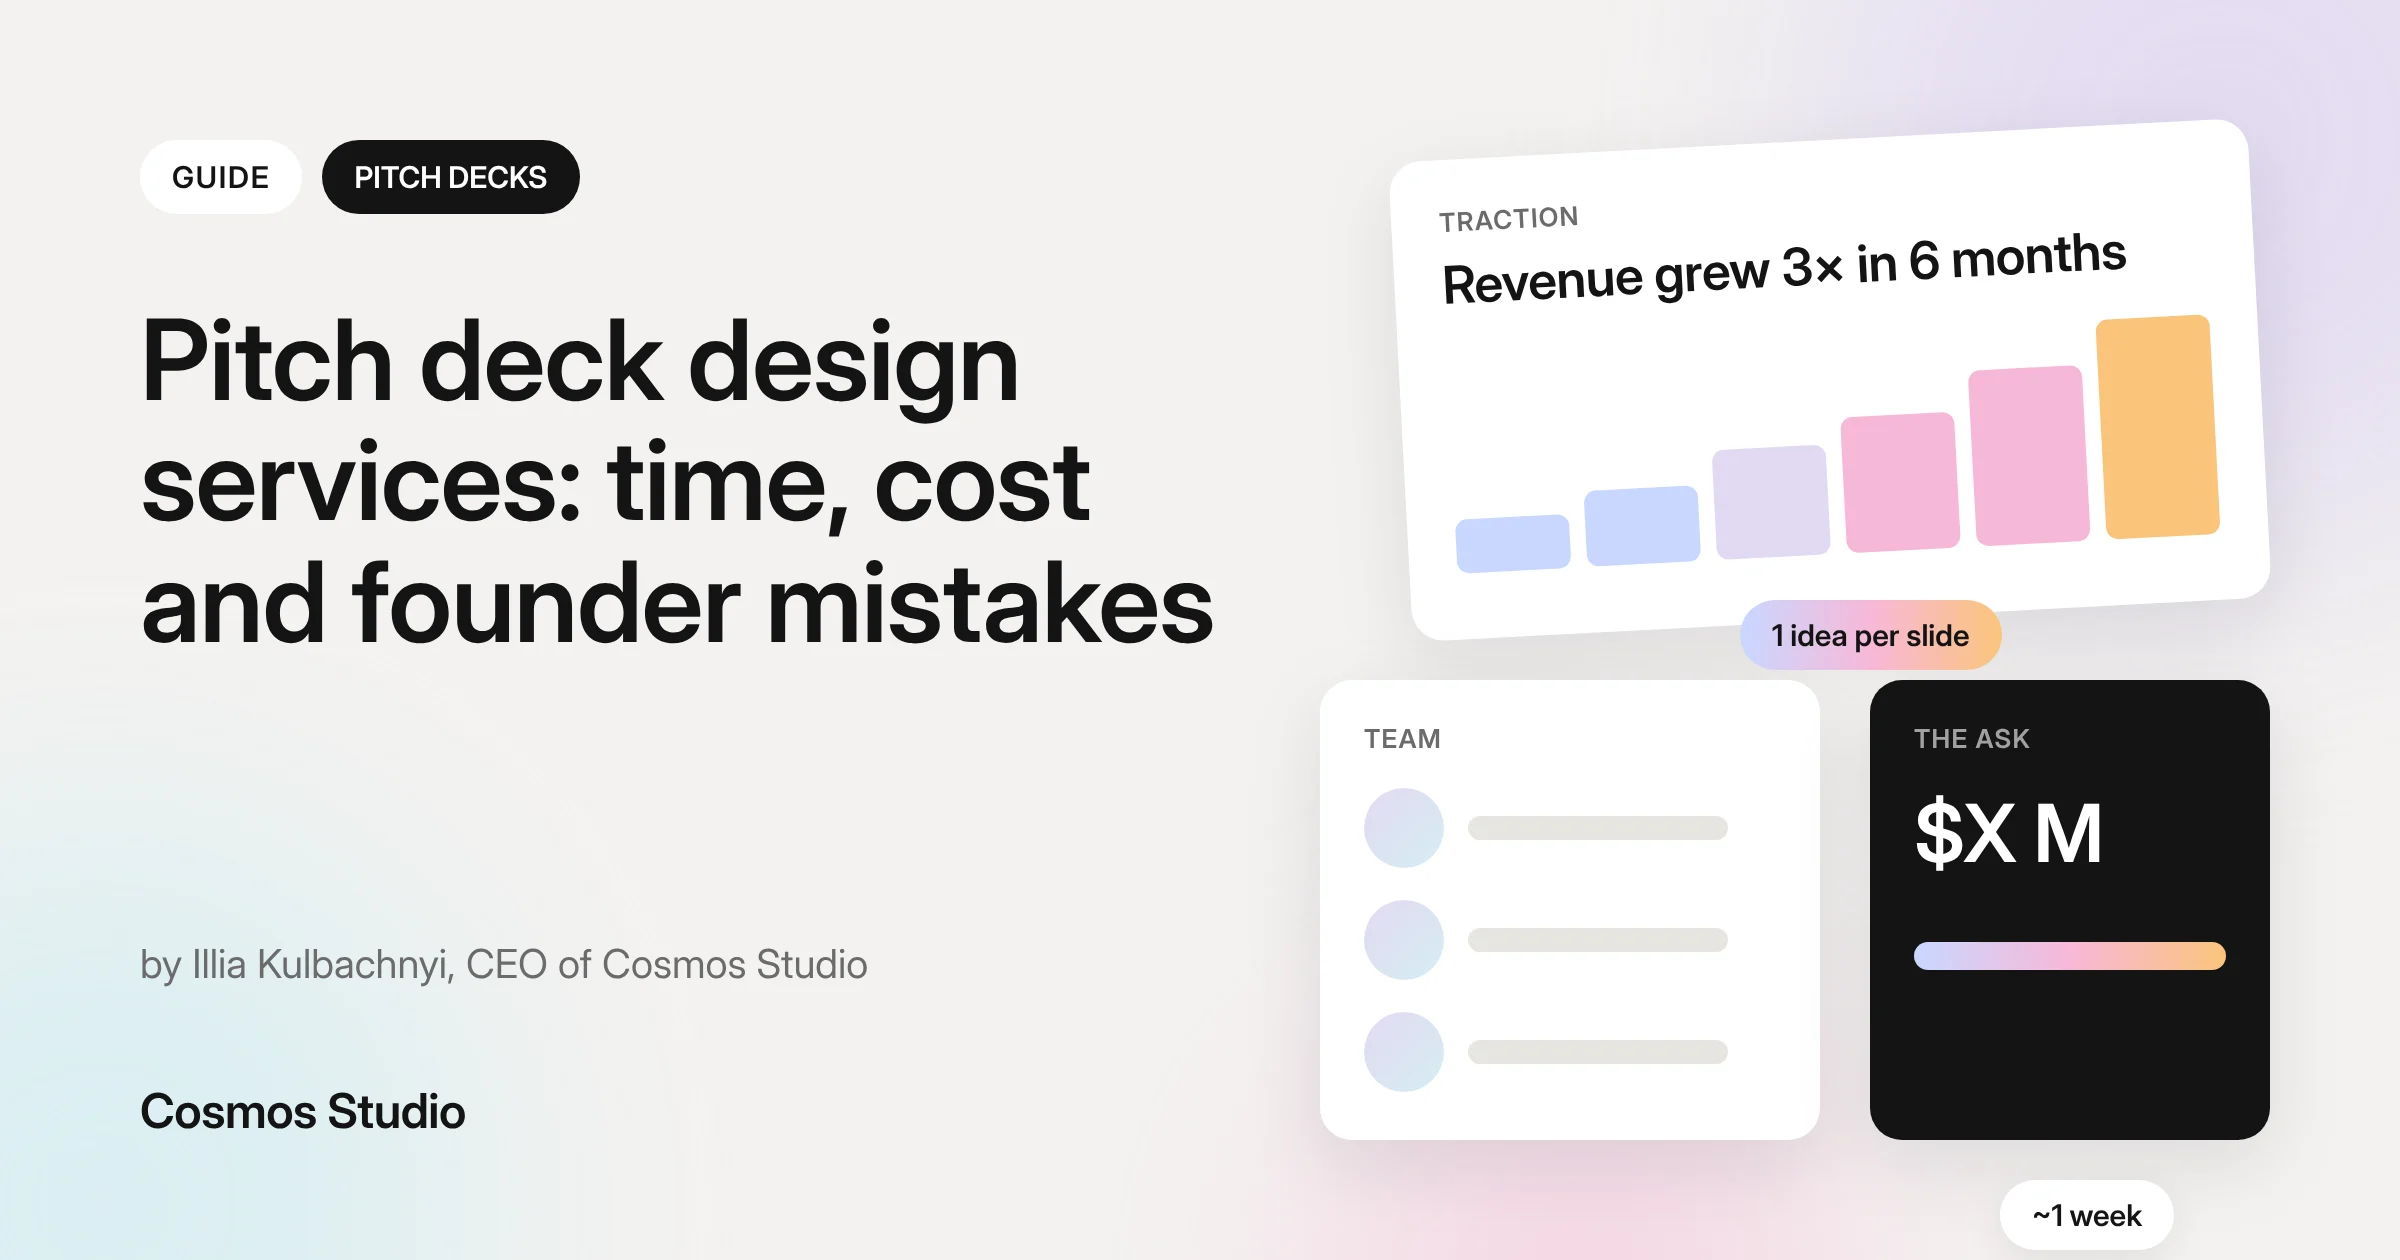 GUIDE
PITCH DECKS
Pitch deck design
services: time, cost
and founder mistakes
by Illia Kulbachnyi, CEO of Cosmos Studio
Cosmos Studio
TRACTION
Revenue grew 3× in 6 months
1 idea per slide
TEAM
THE ASK
$X M
~1 week